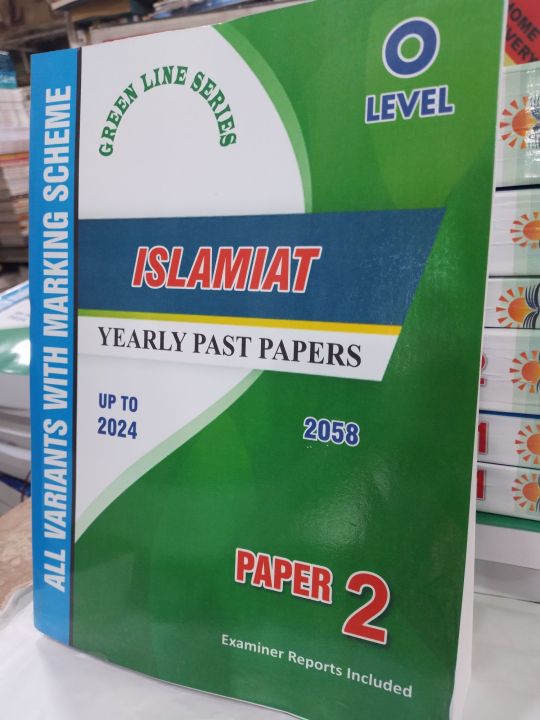 GREEN LINE SERIES
O
LEVEL
ALL VARIANTS WITH MARKING SCHEME
ISLAMIAT
YEARLY PAST PAPERS
UP TO
2024
2058
PAPER 2
Examiner Reports Included
HOME